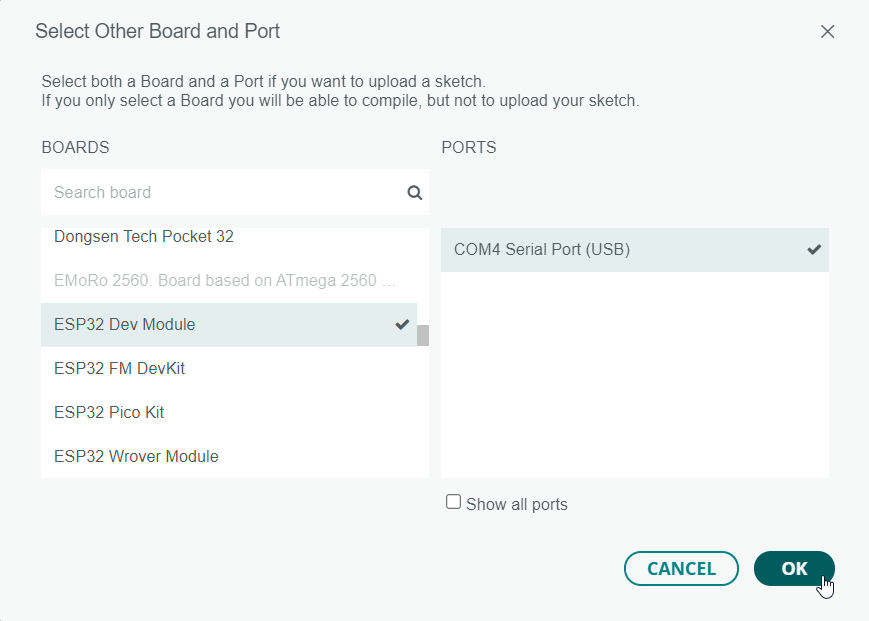 Select Other Board and Port
Select both a Board and a Port if you want to upload a sketch.
If you only select a Board you will be able to compile, but not to upload your sketch.
BOARDS
Search board
Dongsen Tech Pocket 32
EMoRo 2560. Board based on ATmega 2560 …
ESP32 Dev Module
ESP32 FM DevKit
ESP32 Pico Kit
ESP32 Wrover Module
PORTS
COM4 Serial Port (USB)
Show all ports
CANCEL
OK